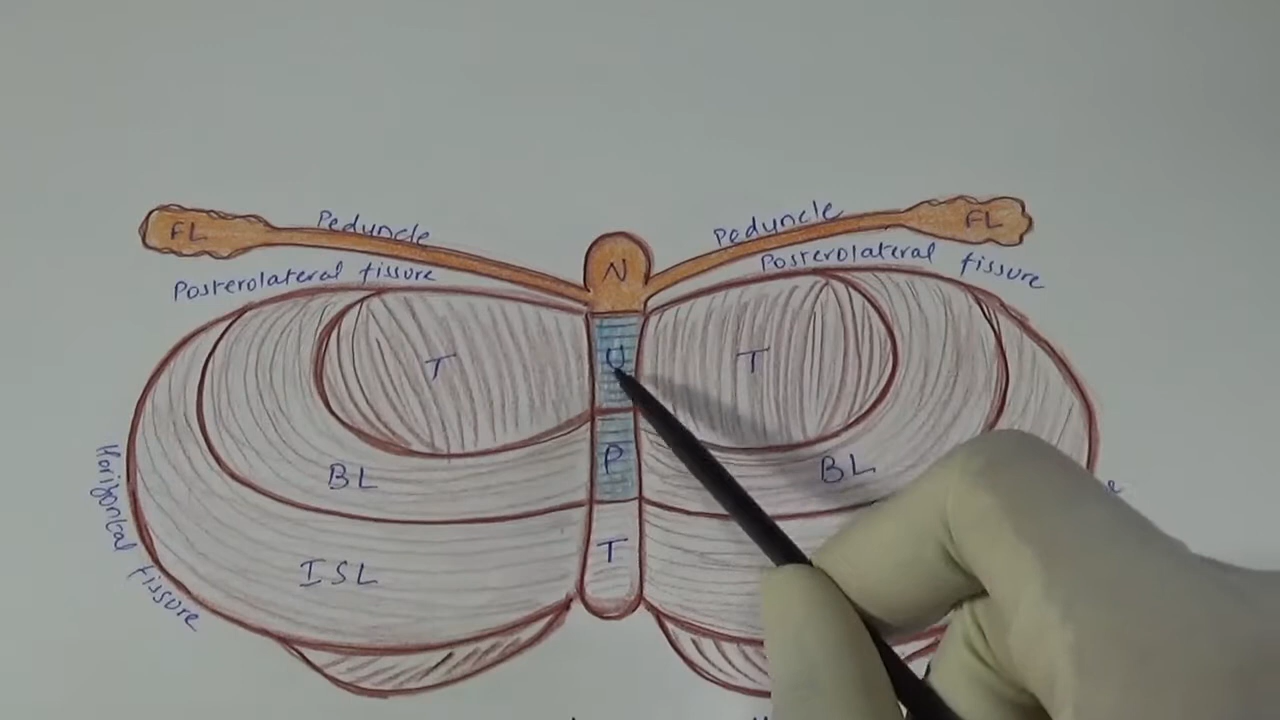 FL
Peduncle
Posterolateral fissure
N
Peduncle
FL
Posterolateral fissure
T
U
T
BL
P
BL
ISL
T
Horizontal fissure